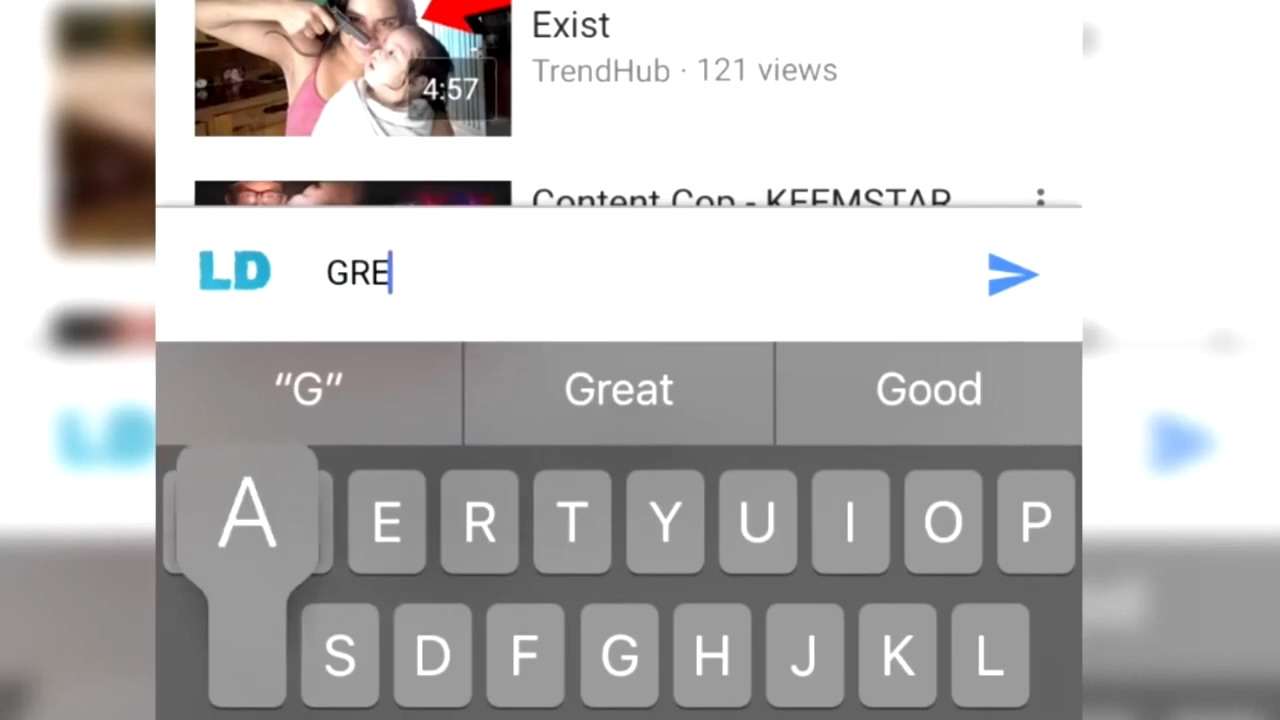 Exist
TrendHub · 121 views
4:57
Content Cop - KEEMSTAR
LD
GRE
“G”
Great
Good
A
E R T Y U I O P
S D F G H J K L